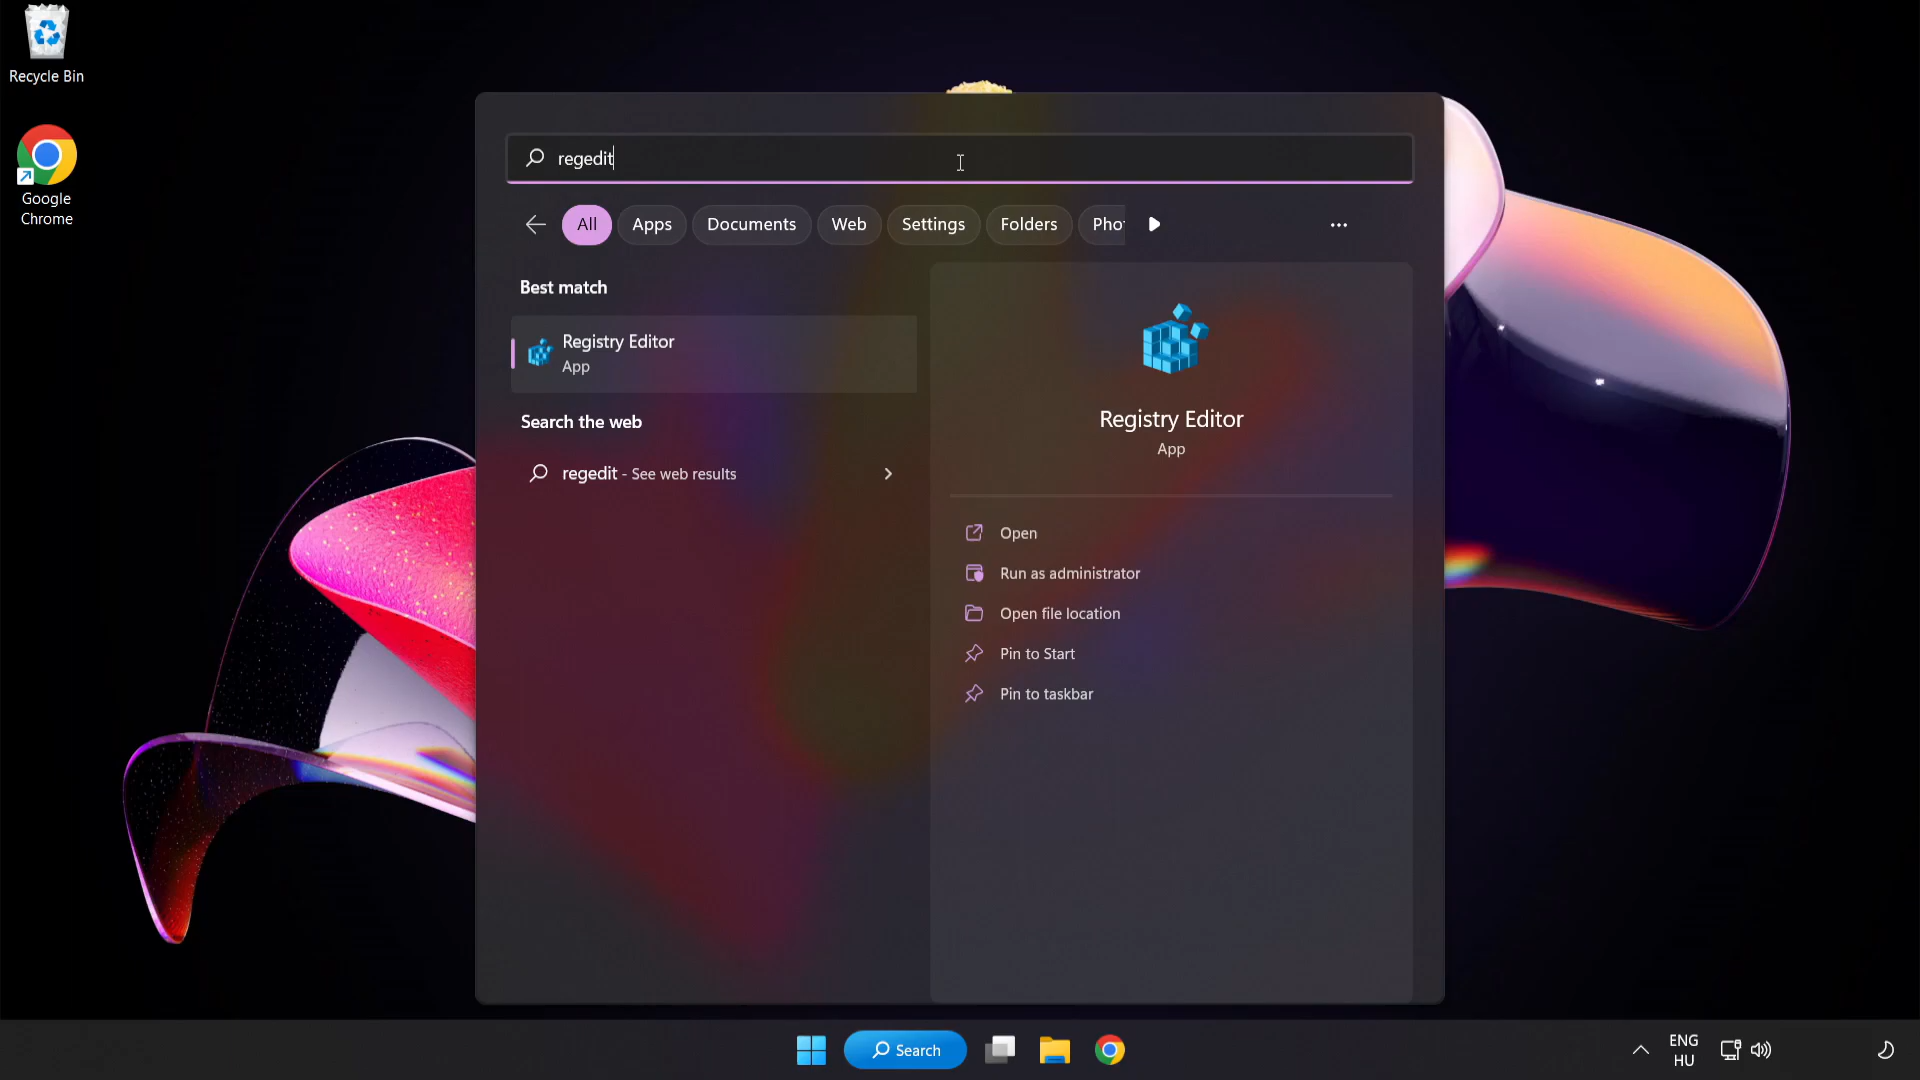 Recycle Bin
Google
Chrome
regedit
All
Apps
Documents
Web
Settings
Folders
Best match
Registry Editor
App
Search the web
regedit - See web results
Registry Editor
App
Open
Run as administrator
Open file location
Pin to Start
Pin to taskbar
Search
ENG
HU